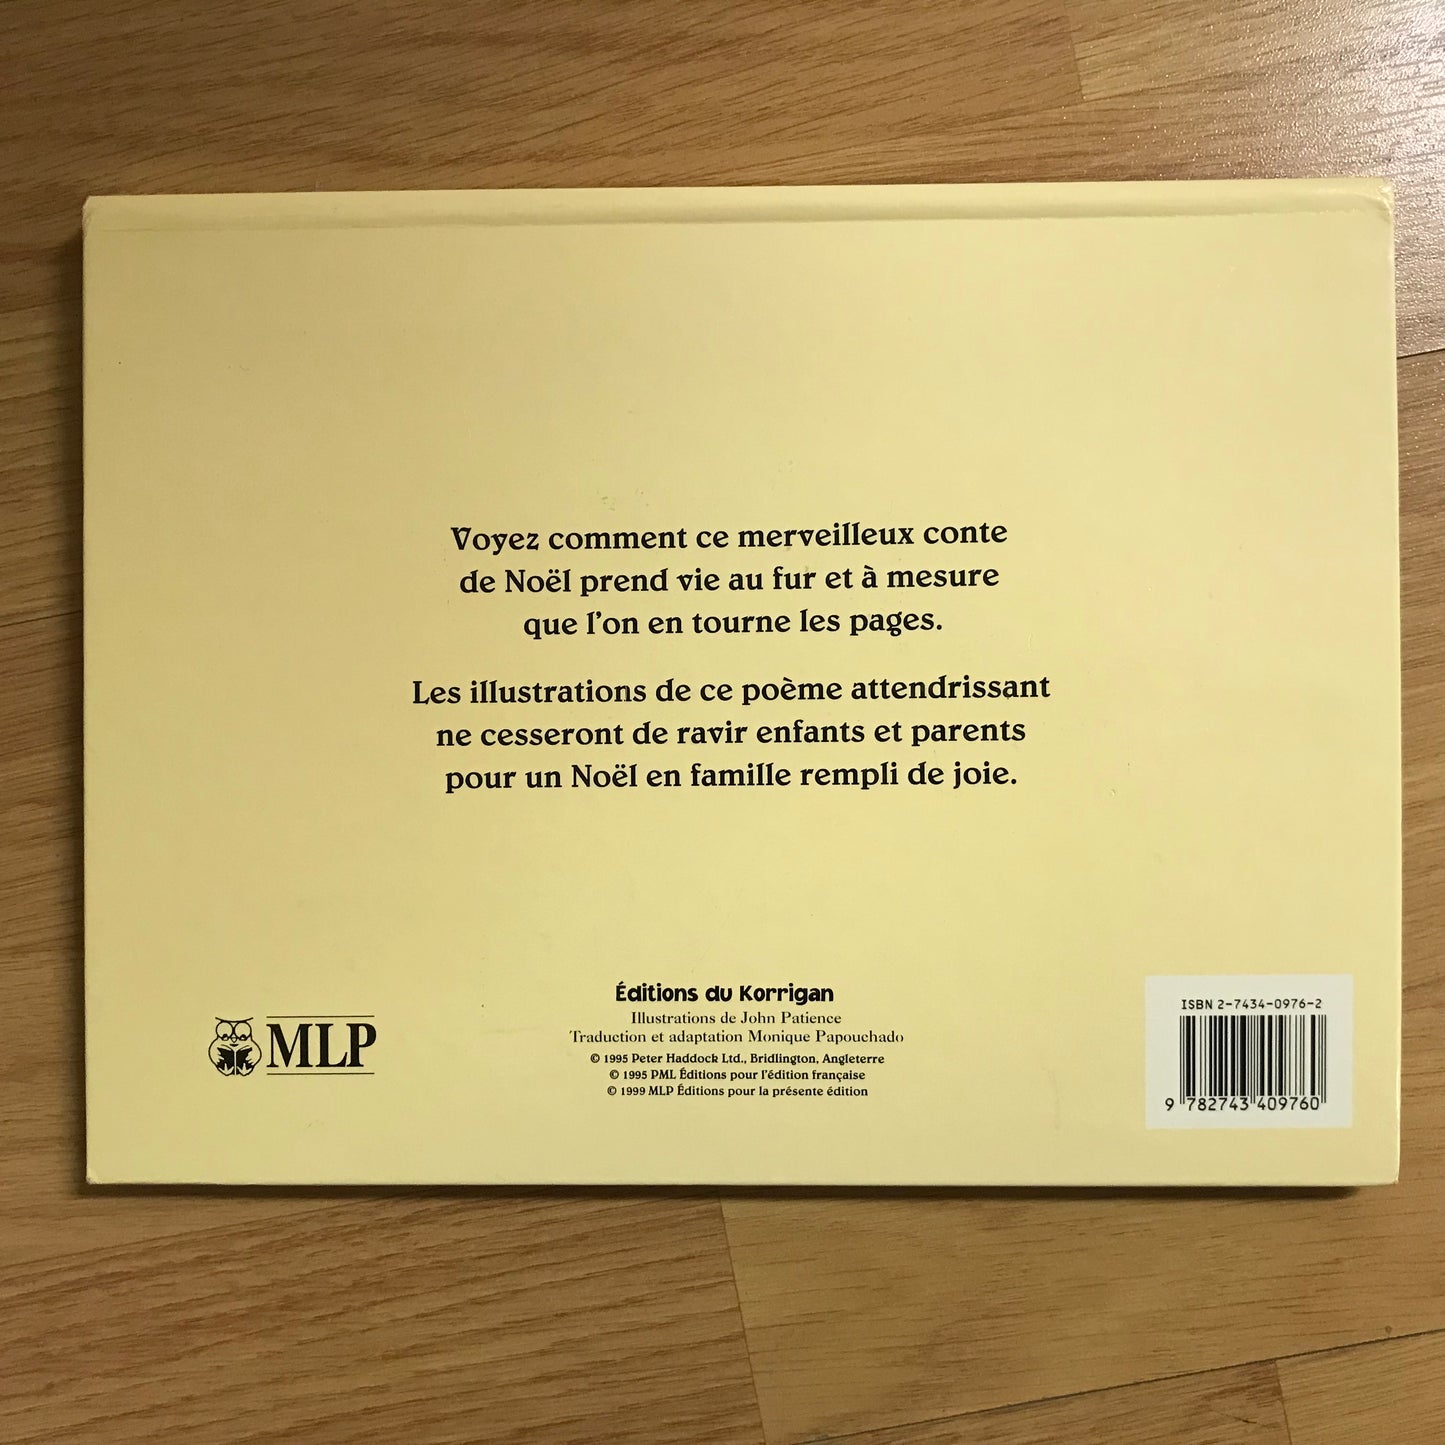 Voyez comment ce merveilleux conte
de Noël prend vie au fur et à mesure
que l'on en tourne les pages.
Les illustrations de ce poème attendrissant
ne cesseront de ravir enfants et parents
pour un Noël en famille rempli de joie.
MLP
Éditions du Korrigan
Illustrations de John Patience
Traduction et adaptation Monique Papouchado
© 1995 Peter Haddock Ltd., Bridlington, Angleterre
© 1995 PML Éditions pour l'édition française
© 1999 MLP Éditions pour la présente édition
ISBN 2-7434-0976-2
9 782743 409760